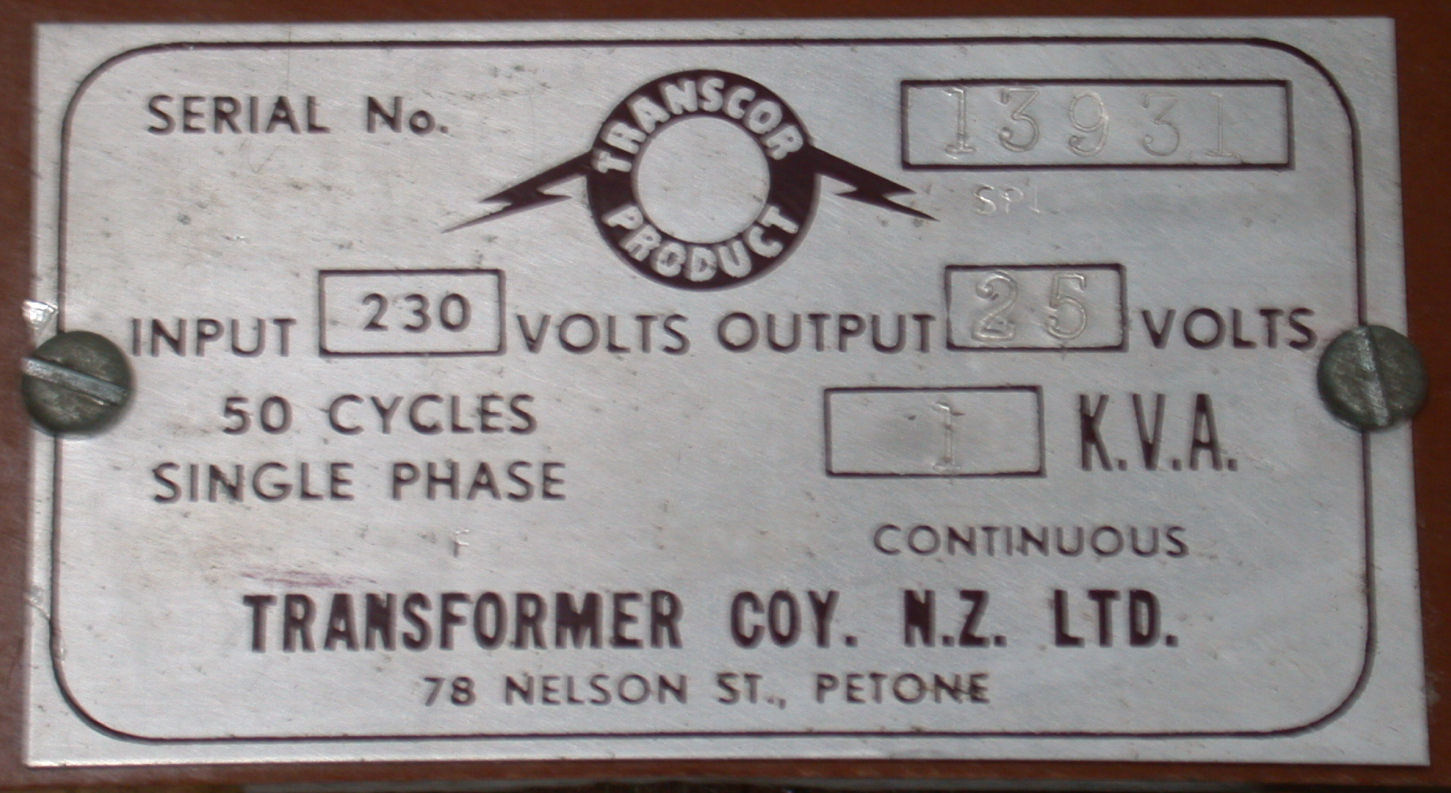 SERIAL No.
TRANSCOR
PRODUCT
13931
SPL
INPUT 230 VOLTS OUTPUT 25 VOLTS
50 CYCLES
1 K.V.A.
SINGLE PHASE
CONTINUOUS
TRANSFORMER COY. N.Z. LTD.
78 NELSON ST., PETONE